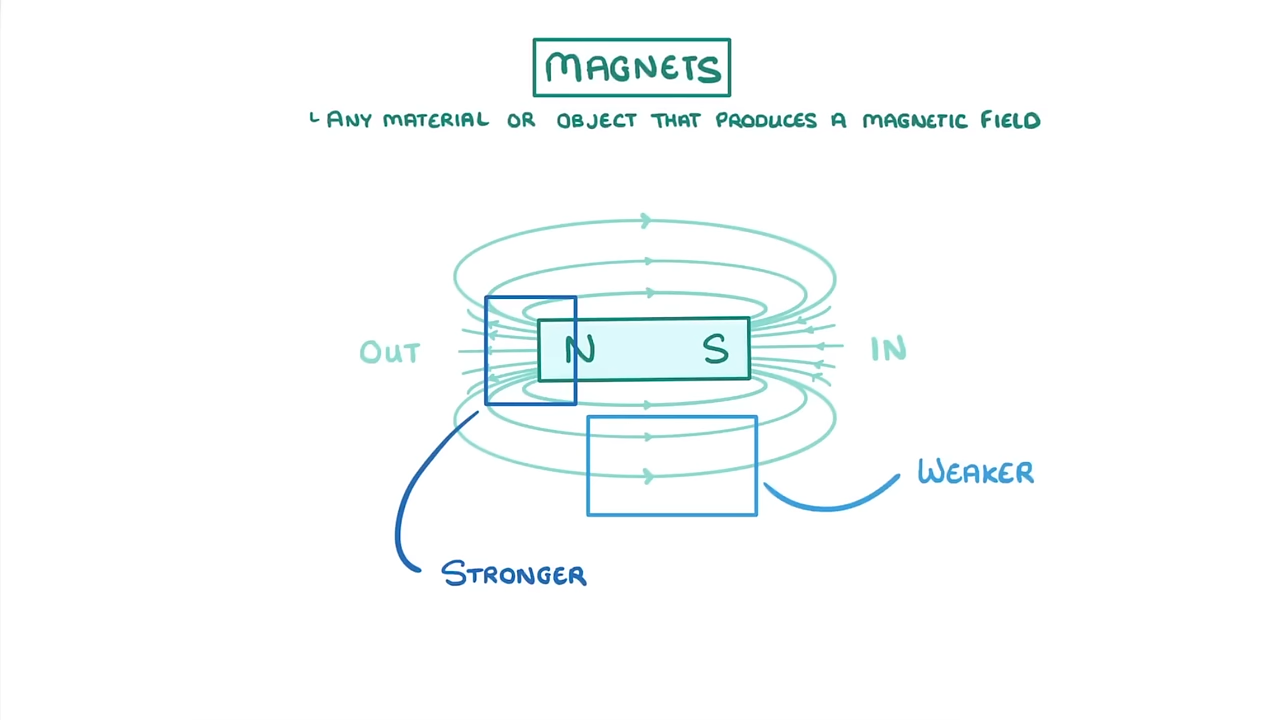 MAGNETS
ANY MATERIAL OR OBJECT THAT PRODUCES A MAGNETIC FIELD
OUT
N
S
IN
WEAKER
STRONGER